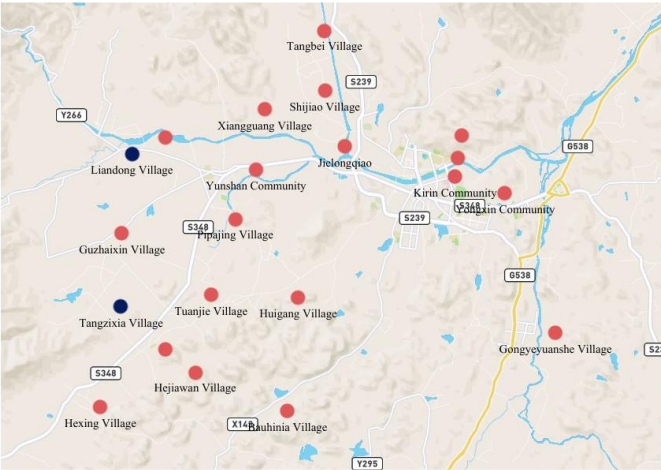 Tangbei Village
S239
Shijiao Village
Y266
Xiangguang Village
G538
Jielongqiao
Liandong Village
Yunshan Community
Kirin Community
S348
Yongxin Community
S239
S348
Pipajing Village
Guzhaixin Village
G538
Tuanjie Village
Huigang Village
Tangzixia Village
Gongyeyuanshe Village
S348
Hejiawan Village
Hexing Village
Bauhinia Village
Y295